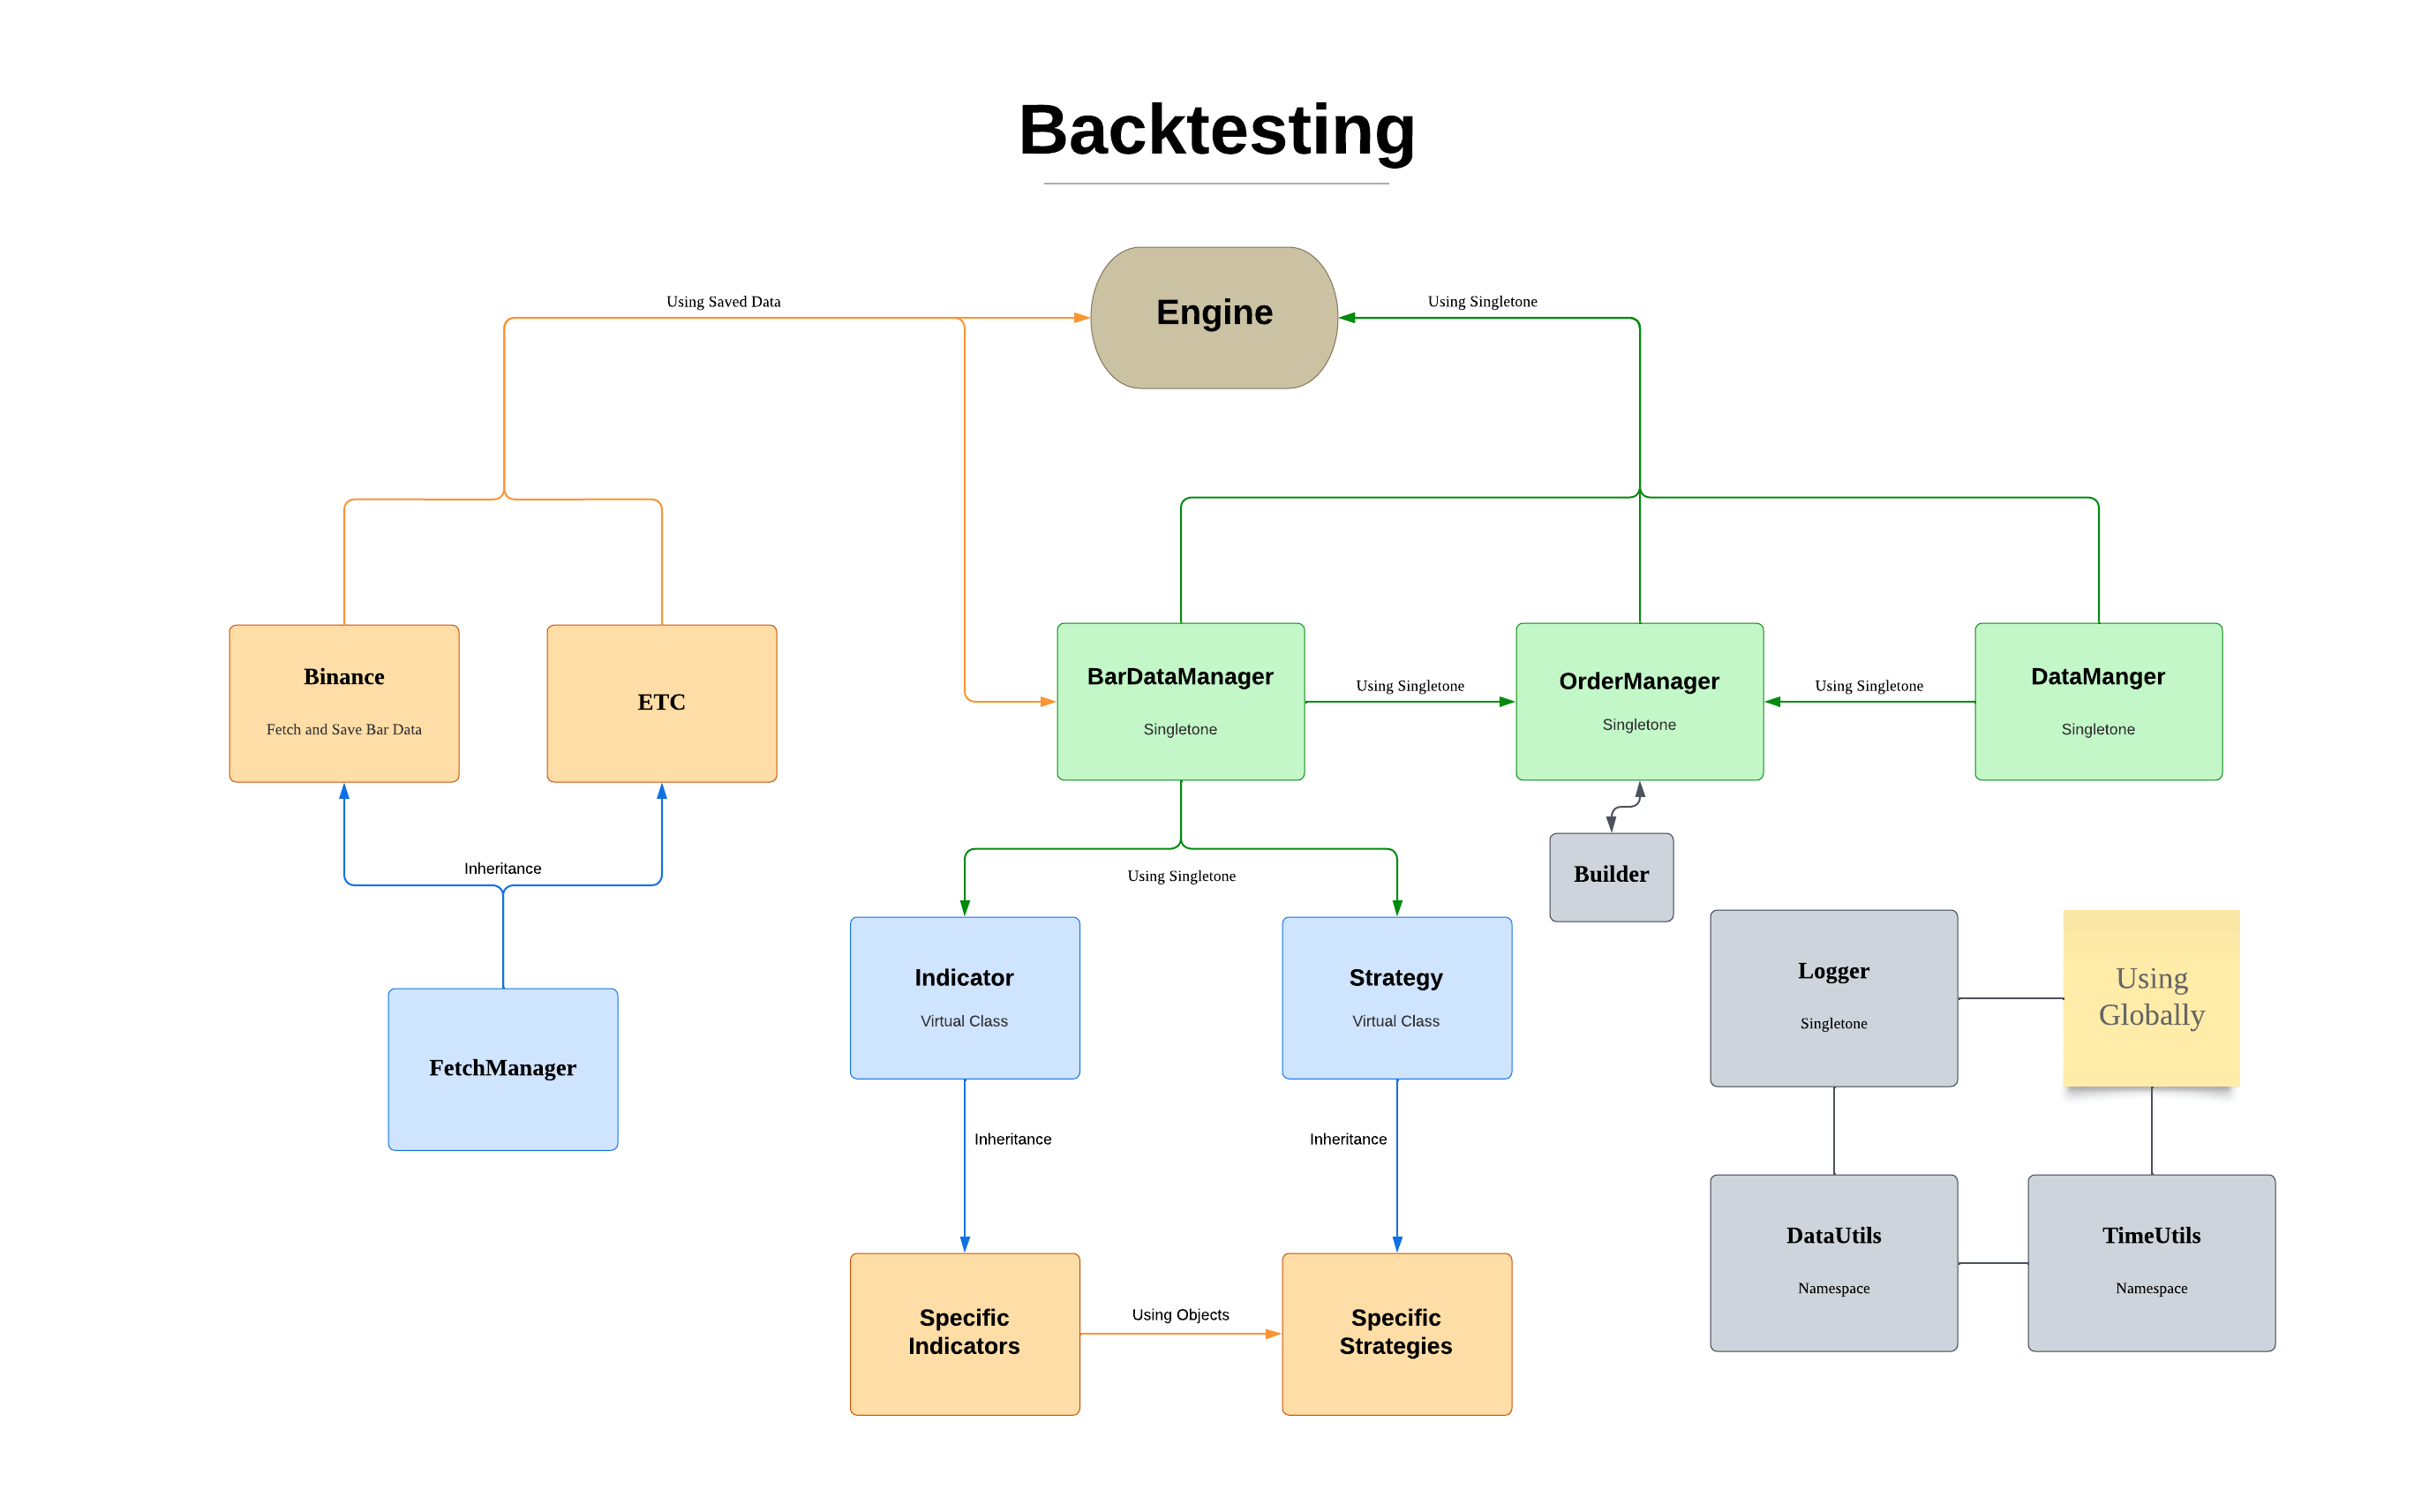 Backtesting
Using Saved Data
Engine
Using Singletone
Binance
Fetch and Save Bar Data
ETC
BarDataManager
Singletone
Using Singletone
OrderManager
Singletone
Using Singletone
DataManger
Singletone
Inheritance
Using Singletone
Builder
FetchManager
Indicator
Virtual Class
Strategy
Virtual Class
Logger
Singletone
Using
Globally
Inheritance
Inheritance
DataUtils
Namespace
TimeUtils
Namespace
Specific
Indicators
Using Objects
Specific
Strategies